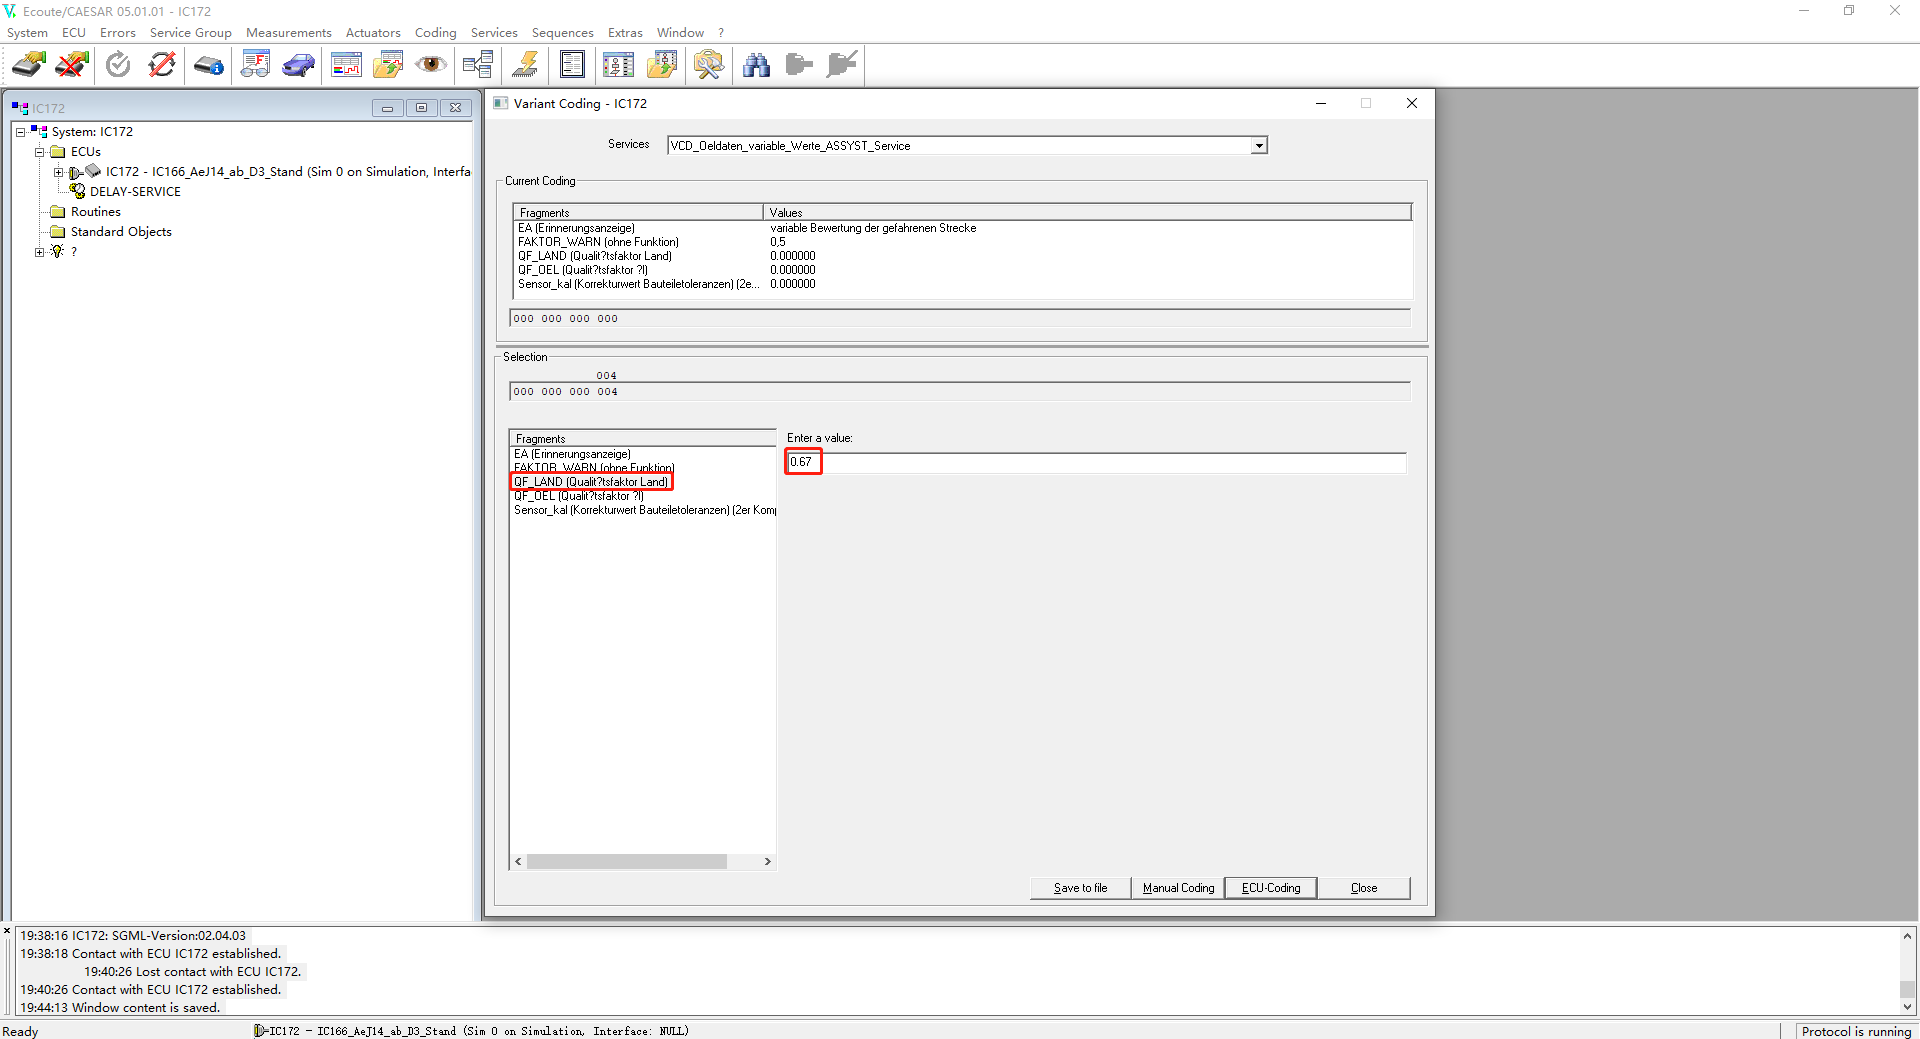 Ecoute/CAESAR 05.01.01 - IC172
System ECU Errors Service Group Measurements Actuators Coding Services Sequences Extras Window ?
IC172
System: IC172
ECUs
IC172 - IC166_AeJ14_ab_D3_Stand (Sim 0 on Simulation, Interfa
DELAY-SERVICE
Routines
Standard Objects
?
Variant Coding - IC172
Services VCD_Oeldaten_variable_Werte_ASSYST_Service
Current Coding
Fragments Values
EA (Erinnerungsanzeige) variable Bewertung der gefahrenen Strecke
FAKTOR_WARN (ohne Funktion) 0,5
QF_LAND (Qualit?tsfaktor Land) 0.000000
QF_OEL (Qualit?tsfaktor ?l) 0.000000
Sensor_kal (Korrekturwert Bauteiletoleranzen) (2e... 0.000000
000 000 000 000
Selection
004
000 000 000 004
Fragments
EA (Erinnerungsanzeige)
FAKTOR_WARN (ohne Funktion)
QF_LAND (Qualit?tsfaktor Land)
QF_OEL (Qualit?tsfaktor ?l)
Sensor_kal (Korrekturwert Bauteiletoleranzen) (2er Komp
Enter a value:
0.67
Save to file Manual Coding ECU-Coding Close
19:38:16 IC172: SGML-Version:02.04.03
19:38:18 Contact with ECU IC172 established.
19:40:26 Lost contact with ECU IC172.
19:40:26 Contact with ECU IC172 established.
19:44:13 Window content is saved.
Ready IC172 - IC166_AeJ14_ab_D3_Stand (Sim 0 on Simulation, Interface: NULL) Protocol is running